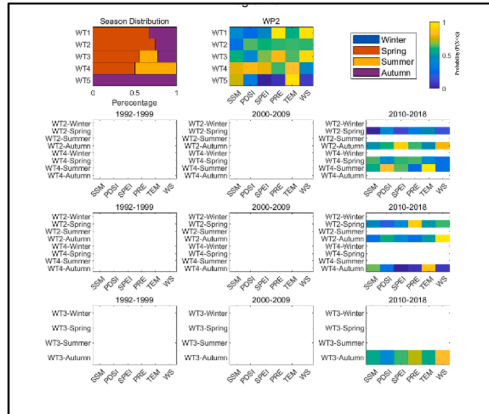 Season Distribution
WP2
WT1
WT2
WT3
WT4
WT5
0 0.5 1
Percentage
WT1
WT2
WT3
WT4
WT5
SSM PDSI SPEI PRE TEM WS
Winter
Spring
Summer
Autumn
1
0.5
0
1992-1999
2000-2009
2010-2018
WT2-Winter
WT2-Spring
WT2-Summer
WT2-Autumn
WT4-Winter
WT4-Spring
WT4-Summer
WT4-Autumn
SSM PDSI SPEI PRE TEM WS
WT2-Winter
WT2-Spring
WT2-Summer
WT2-Autumn
WT4-Winter
WT4-Spring
WT4-Summer
WT4-Autumn
SSM PDSI SPEI PRE TEM WS
WT2-Winter
WT2-Spring
WT2-Summer
WT2-Autumn
WT4-Winter
WT4-Spring
WT4-Summer
WT4-Autumn
SSM PDSI SPEI PRE TEM WS
1992-1999
2000-2009
2010-2018
WT2-Winter
WT2-Spring
WT2-Summer
WT2-Autumn
WT4-Winter
WT4-Spring
WT4-Summer
WT4-Autumn
SSM PDSI SPEI PRE TEM WS
WT2-Winter
WT2-Spring
WT2-Summer
WT2-Autumn
WT4-Winter
WT4-Spring
WT4-Summer
WT4-Autumn
SSM PDSI SPEI PRE TEM WS
WT2-Winter
WT2-Spring
WT2-Summer
WT2-Autumn
WT4-Winter
WT4-Spring
WT4-Summer
WT4-Autumn
SSM PDSI SPEI PRE TEM WS
1992-1999
2000-2009
2010-2018
WT3-Winter
WT3-Spring
WT3-Summer
WT3-Autumn
SSM PDSI SPEI PRE TEM WS
WT3-Winter
WT3-Spring
WT3-Summer
WT3-Autumn
SSM PDSI SPEI PRE TEM WS
WT3-Winter
WT3-Spring
WT3-Summer
WT3-Autumn
SSM PDSI SPEI PRE TEM WS